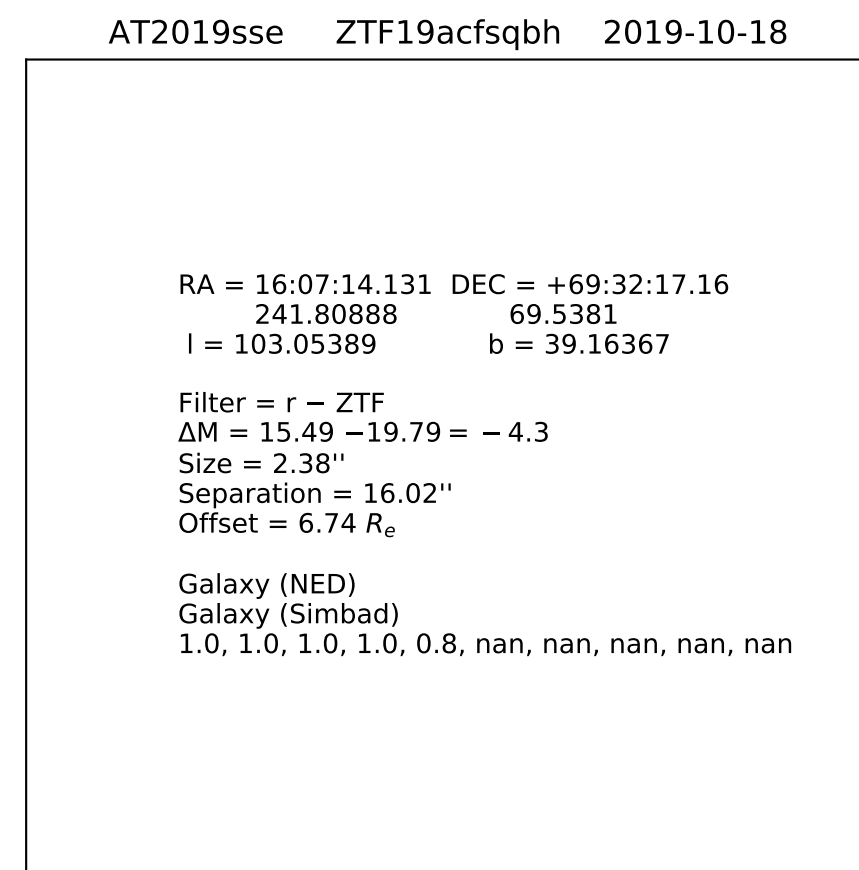 AT2019sse ZTF19acfsqbh 2019-10-18
RA = 16:07:14.131 DEC = +69:32:17.16
241.80888 69.5381
l = 103.05389 b = 39.16367
Filter = r − ZTF
ΔM = 15.49 −19.79 = − 4.3
Size = 2.38''
Separation = 16.02''
Offset = 6.74 Rₑ
Galaxy (NED)
Galaxy (Simbad)
1.0, 1.0, 1.0, 1.0, 0.8, nan, nan, nan, nan, nan